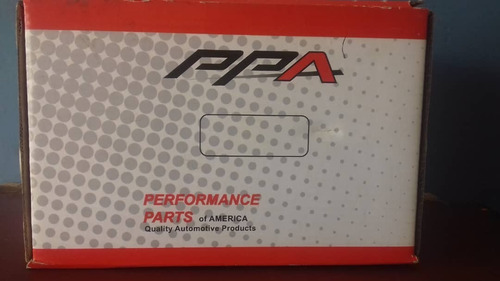 PPA
PERFORMANCE
PARTS of AMERICA
Quality Automotive Products